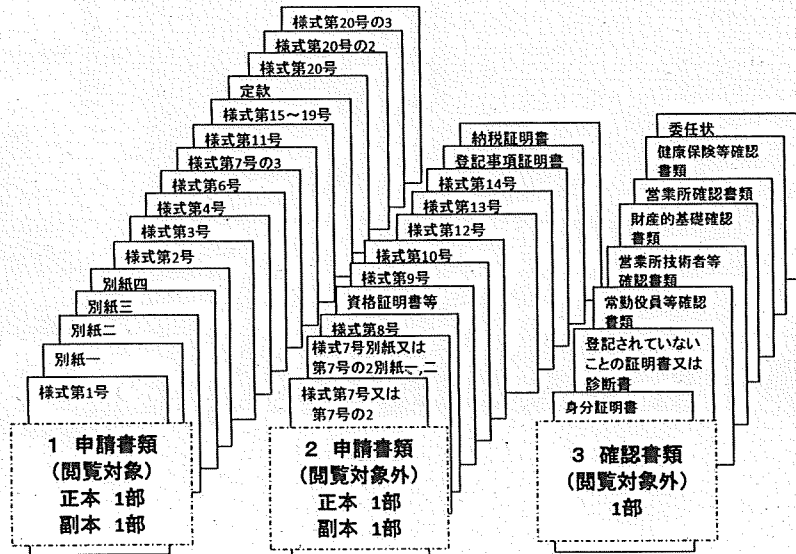 様式第20号の3
様式第20号の2
様式第20号
定款
様式第15～19号
様式第11号
様式第7号の3
様式第6号
様式第4号
様式第3号
様式第2号
別紙四
別紙三
別紙二
別紙一
様式第1号
1 申請書類
（閲覧対象）
正本 1部
副本 1部
納税証明書
登記事項証明書
様式第14号
様式第13号
様式第12号
様式第10号
様式第9号
資格証明書等
様式第8号
様式7号別紙又は
第7号の2別紙一,二
様式第7号又は
第7号の2
2 申請書類
（閲覧対象外）
正本 1部
副本 1部
委任状
健康保険等確認
書類
営業所確認書類
財産的基礎確認
書類
営業所技術者等
確認書類
常勤役員等確認
書類
登記されていない
ことの証明書又は
診断書
身分証明書
3 確認書類
（閲覧対象外）
1部